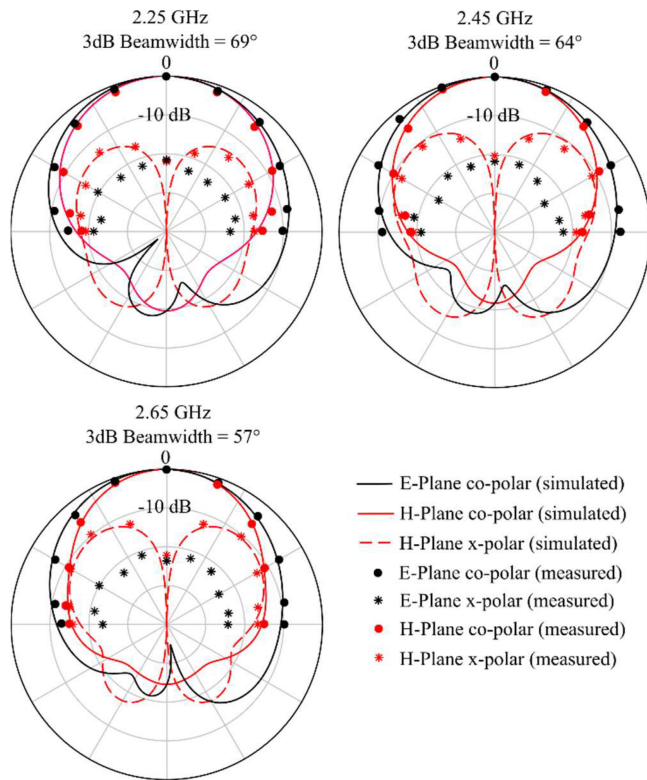 2.25 GHz
3dB Beamwidth = 69°
0
-10 dB
2.45 GHz
3dB Beamwidth = 64°
0
-10 dB
2.65 GHz
3dB Beamwidth = 57°
0
-10 dB
E-Plane co-polar (simulated)
H-Plane co-polar (simulated)
H-Plane x-polar (simulated)
E-Plane co-polar (measured)
E-Plane x-polar (measured)
H-Plane co-polar (measured)
H-Plane x-polar (measured)